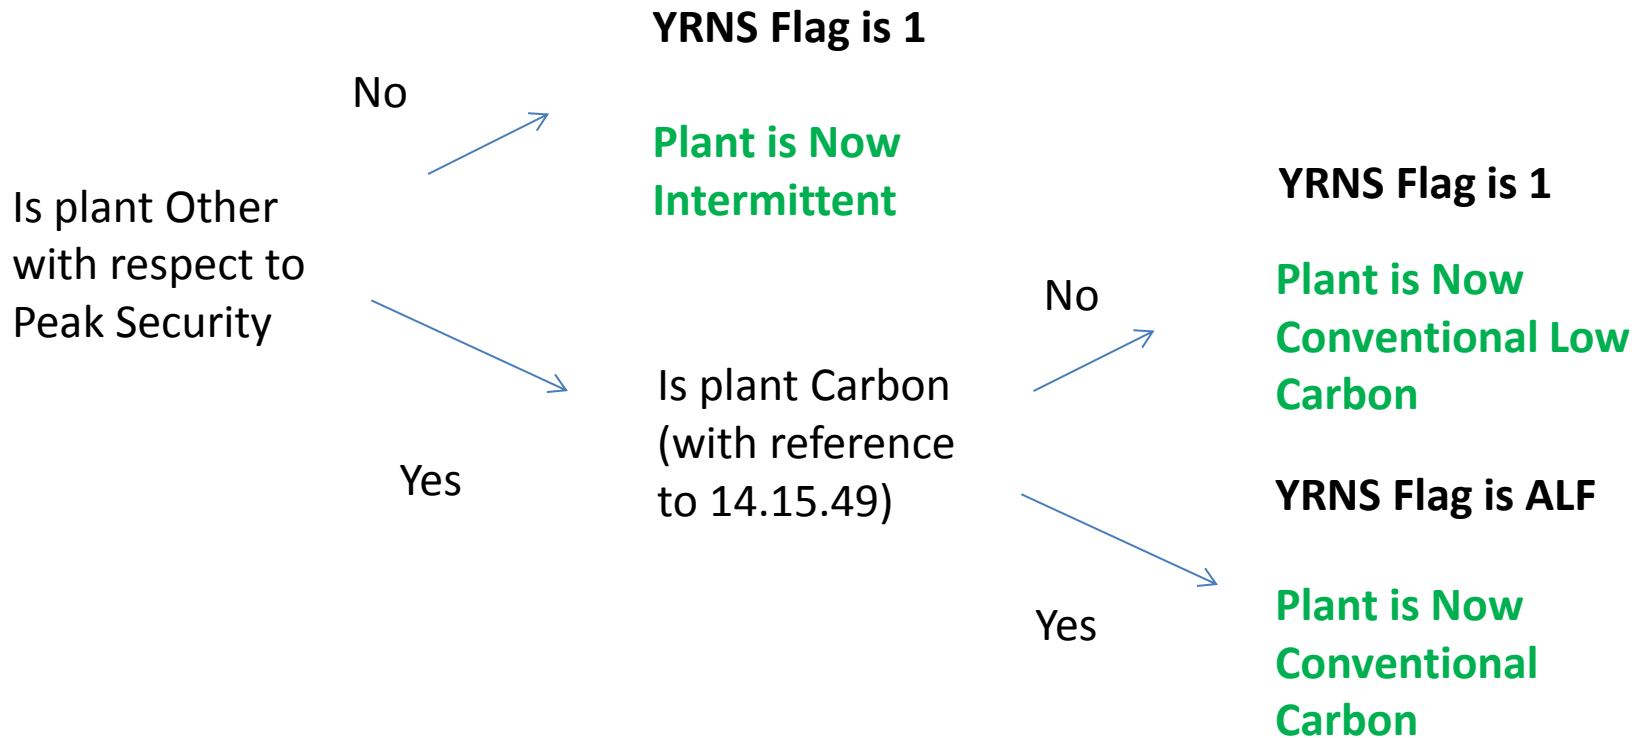 YRNS Flag is 1
No
Plant is Now
Intermittent
Is plant Other
with respect to
Peak Security
YRNS Flag is 1
No
Plant is Now
Conventional Low
Carbon
Is plant Carbon
(with reference
to 14.15.49)
Yes
YRNS Flag is ALF
Yes
Plant is Now
Conventional
Carbon